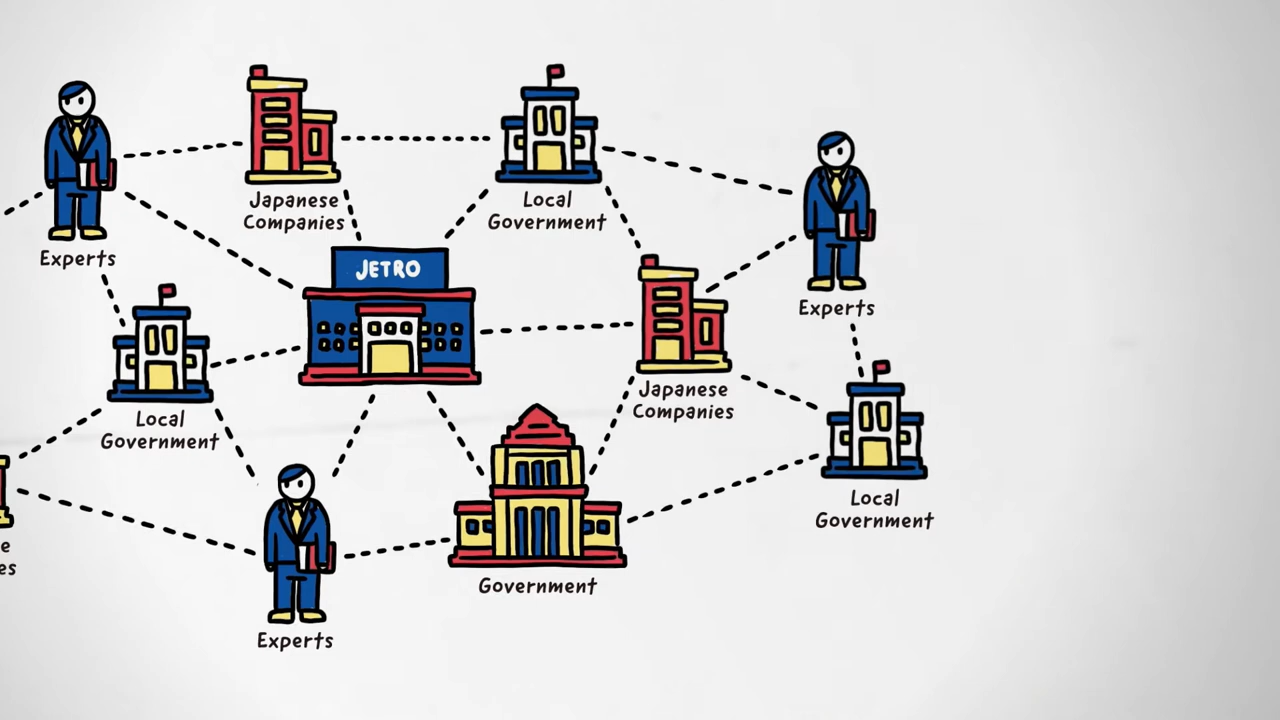 Japanese
Companies
Local
Government
Experts
JETRO
Experts
Japanese
Companies
Local
Government
Local
Government
Government
Experts